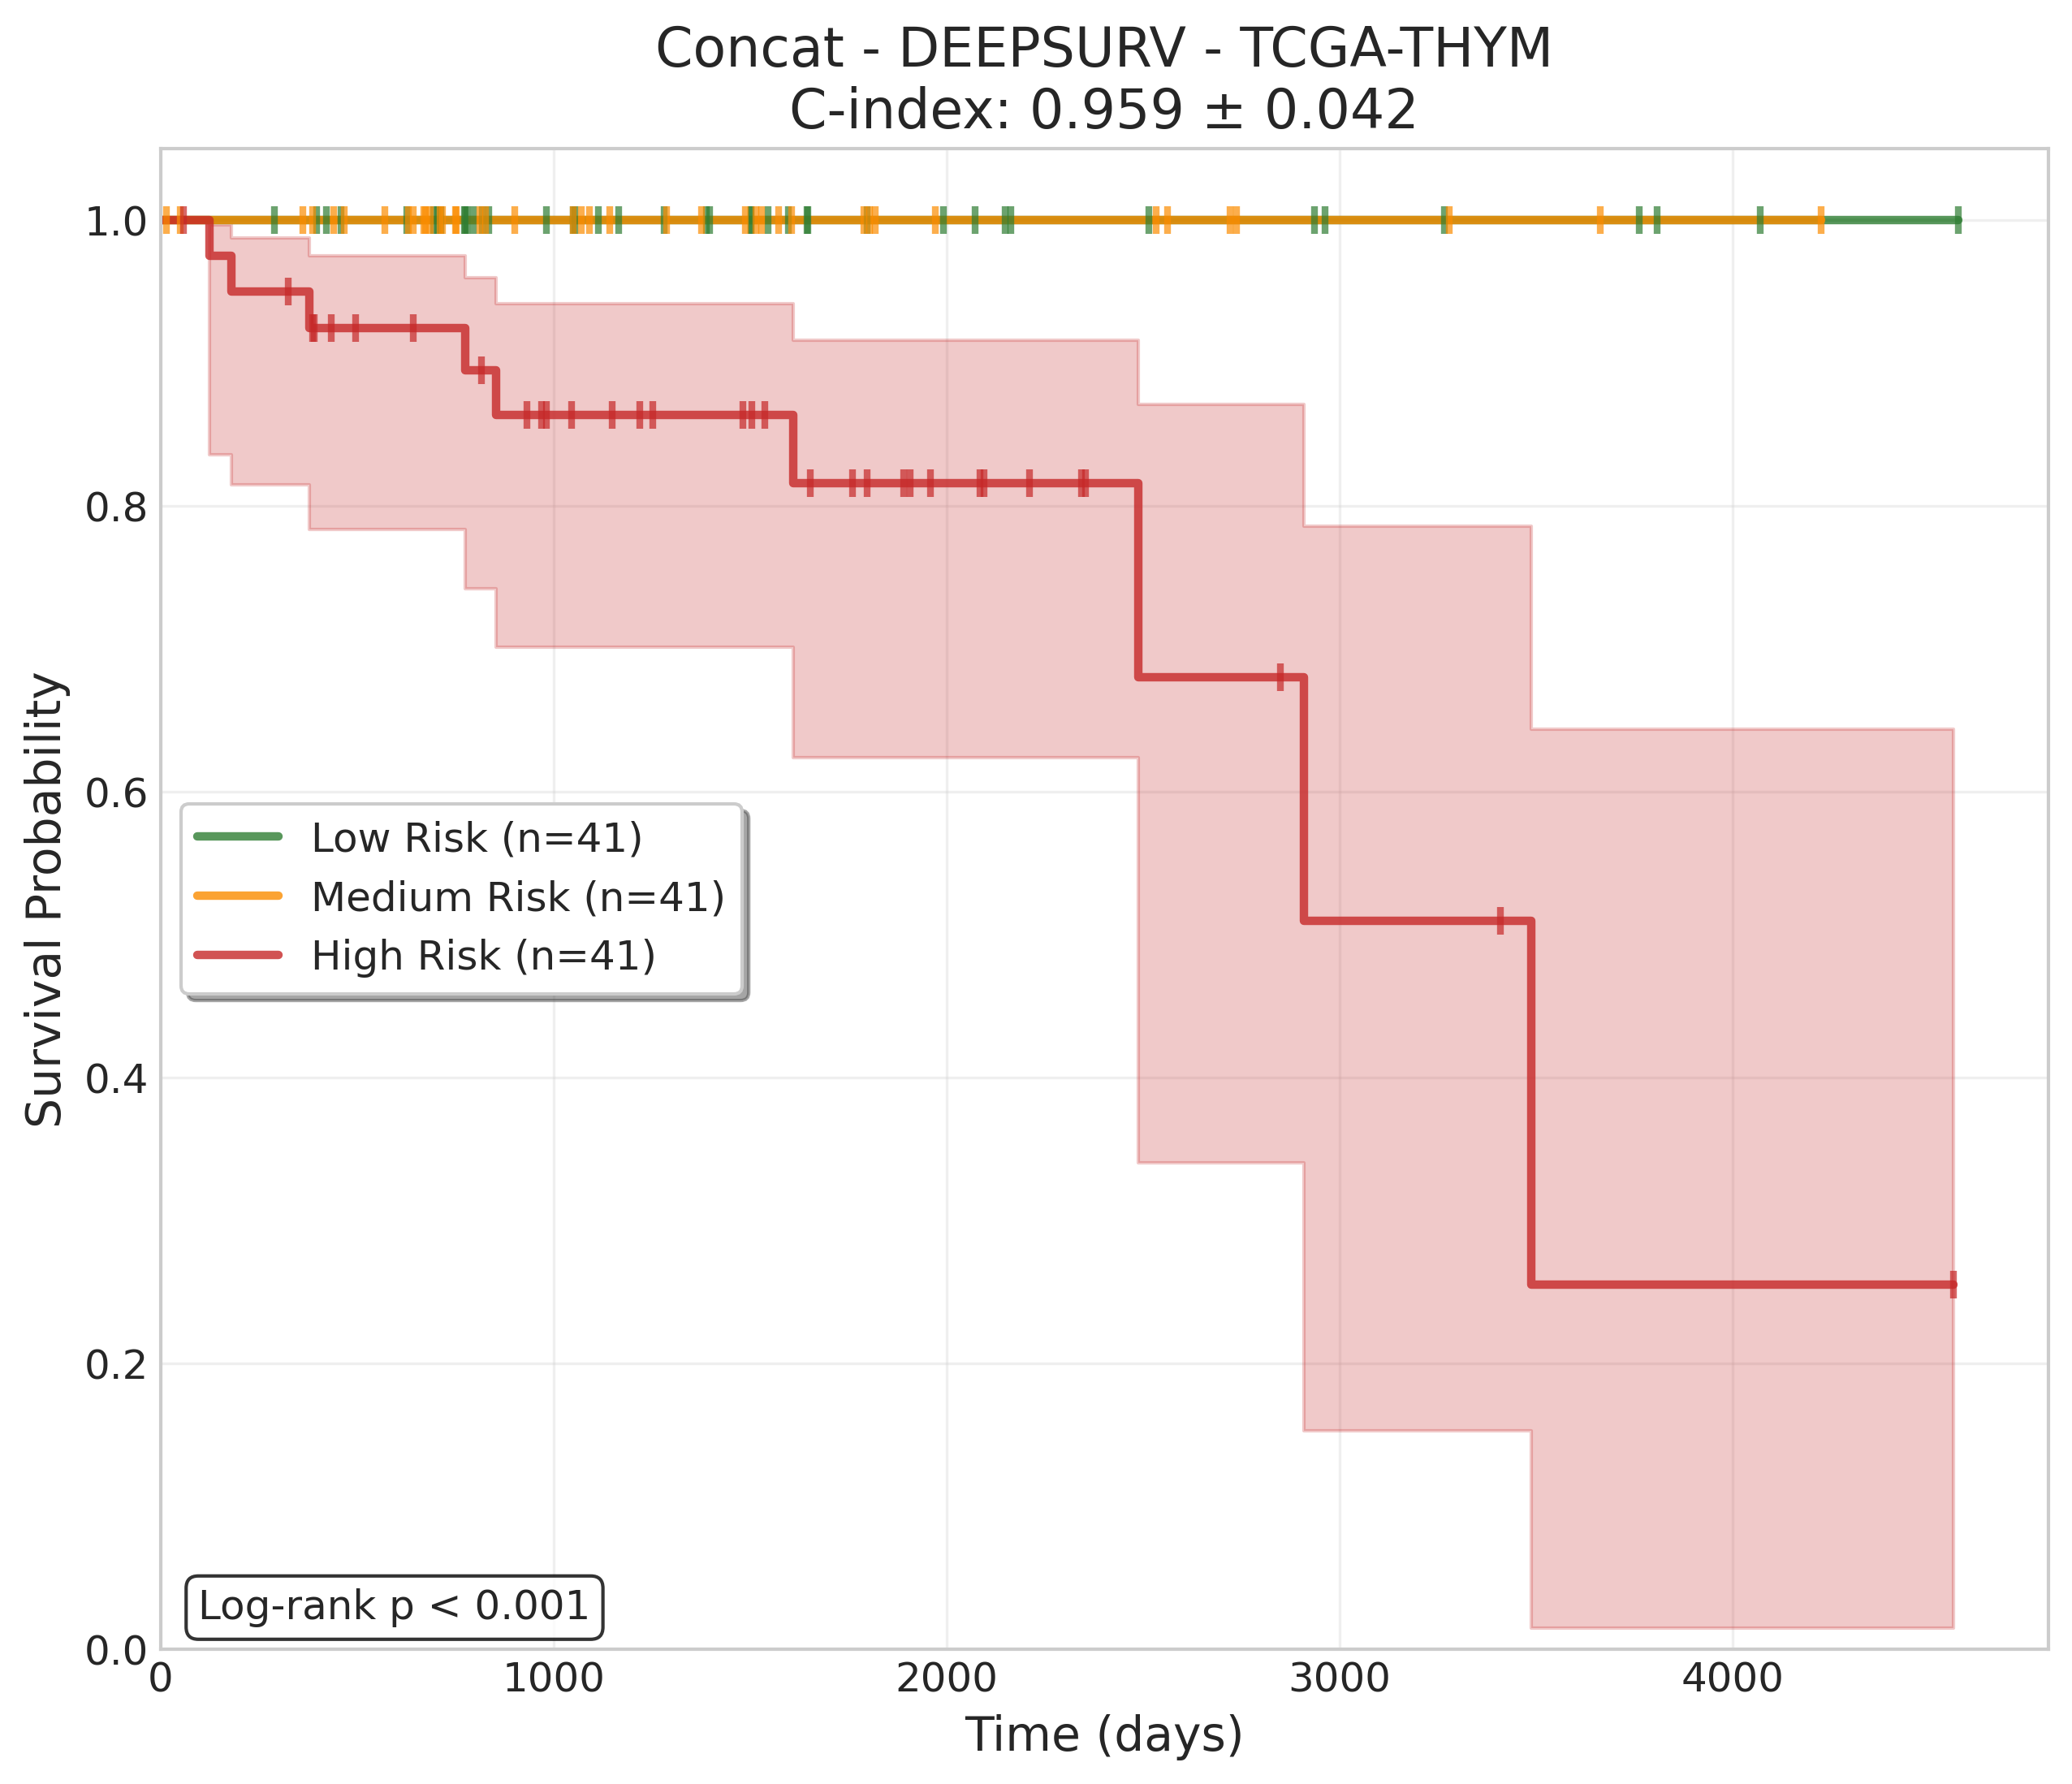 Concat - DEEPSURV - TCGA-THYM
C-index: 0.959 ± 0.042
Survival Probability
1.0
0.8
0.6
0.4
0.2
0.0
Low Risk (n=41)
Medium Risk (n=41)
High Risk (n=41)
Log-rank p < 0.001
0 1000 2000 3000 4000
Time (days)